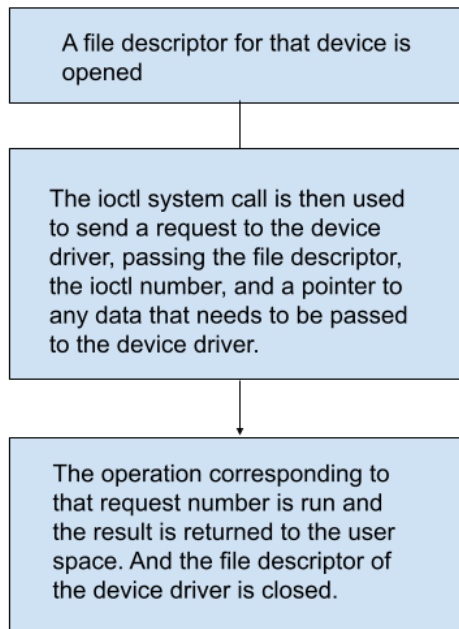 A file descriptor for that device is
opened
The ioctl system call is then used
to send a request to the device
driver, passing the file descriptor,
the ioctl number, and a pointer to
any data that needs to be passed
to the device driver.
The operation corresponding to
that request number is run and
the result is returned to the user
space. And the file descriptor of
the device driver is closed.